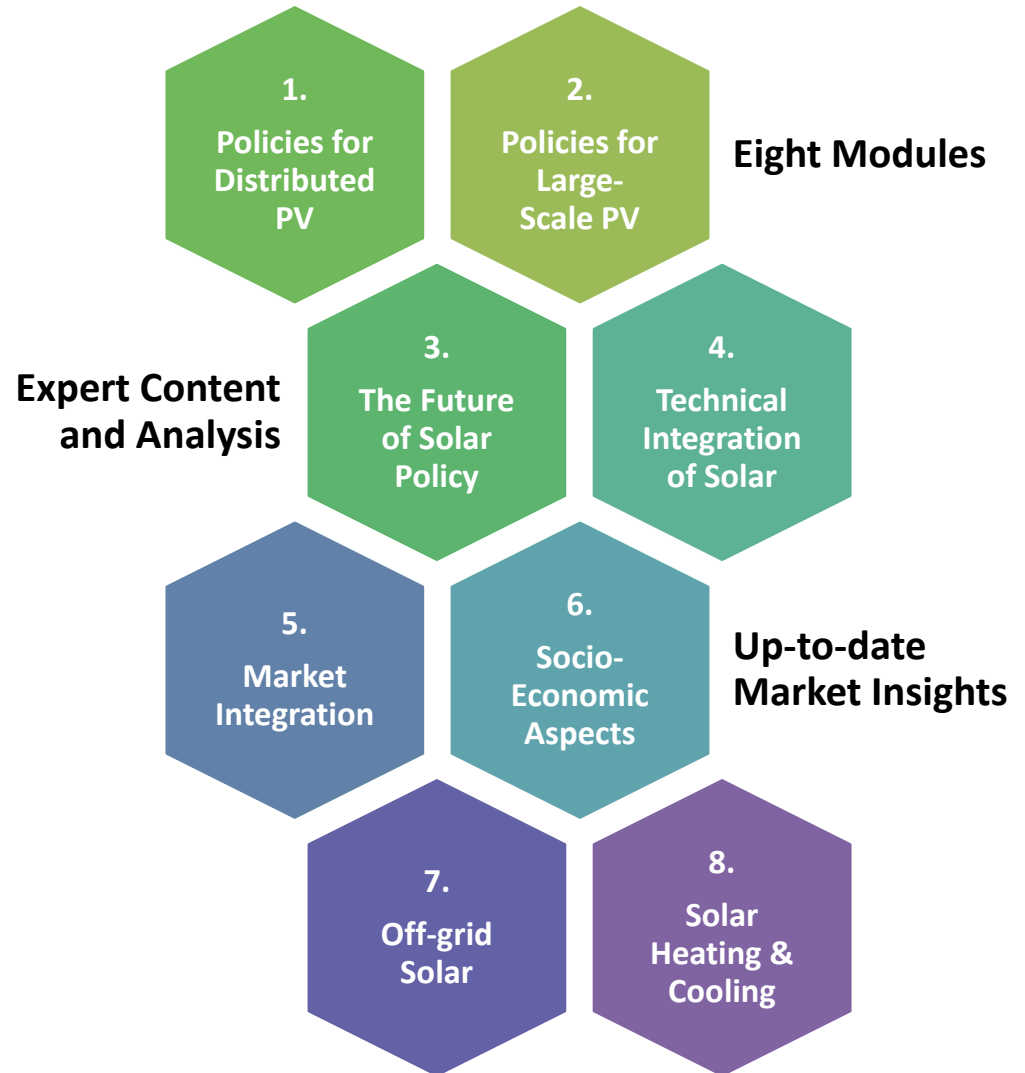 1.
Policies for
Distributed
PV
2.
Policies for
Large-
Scale PV
Eight Modules
Expert Content
and Analysis
3.
The Future
of Solar
Policy
4.
Technical
Integration
of Solar
5.
Market
Integration
6.
Socio-
Economic
Aspects
Up-to-date
Market Insights
7.
Off-grid
Solar
8.
Solar
Heating &
Cooling